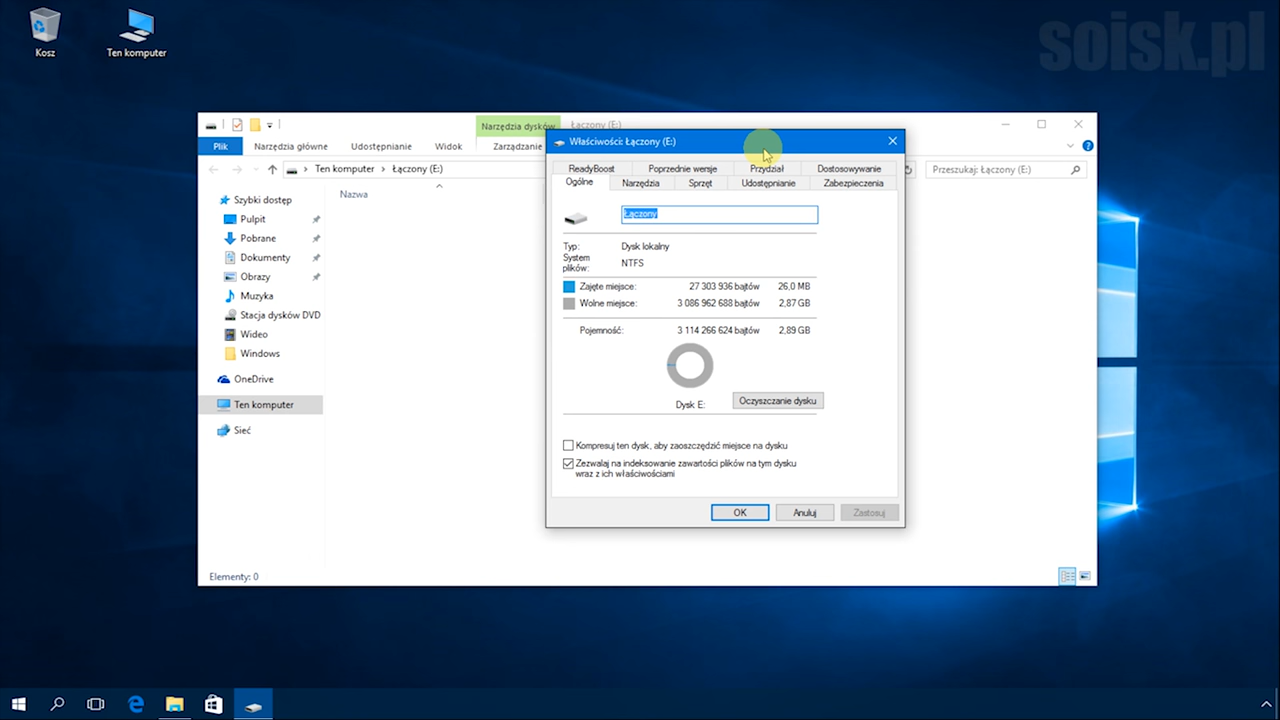 soisk.pl
Kosz
Ten komputer
Narzędzia dysków
Łączony (E:)
Plik
Narzędzia główne
Udostępnianie
Widok
Zarządzanie
Ten komputer > Łączony (E:)
Przeszukaj: Łączony (E:)
Szybki dostęp
Pulpit
Pobrane
Dokumenty
Obrazy
Muzyka
Stacja dysków DVD
Wideo
Windows
OneDrive
Ten komputer
Sieć
Nazwa
Elementy: 0
Właściwości: Łączony (E:)
ReadyBoost
Poprzednie wersje
Przydział
Dostosowywanie
Ogólne
Narzędzia
Sprzęt
Udostępnianie
Zabezpieczenia
Łączony
Typ: Dysk lokalny
System plików: NTFS
Zajęte miejsce: 27 303 936 bajtów 26,0 MB
Wolne miejsce: 3 086 962 688 bajtów 2,87 GB
Pojemność: 3 114 266 624 bajtów 2,89 GB
Dysk E:
Oczyszczanie dysku
Kompresuj ten dysk, aby zaoszczędzić miejsce na dysku
Zezwalaj na indeksowanie zawartości plików na tym dysku
wraz z ich właściwościami
OK
Anuluj
Zastosuj